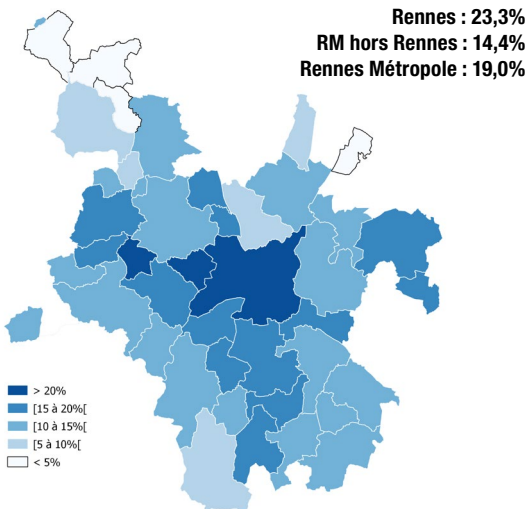 Rennes : 23,3%
RM hors Rennes : 14,4%
Rennes Métropole : 19,0%
> 20%
[15 à 20%[
[10 à 15%[
[5 à 10%[
< 5%